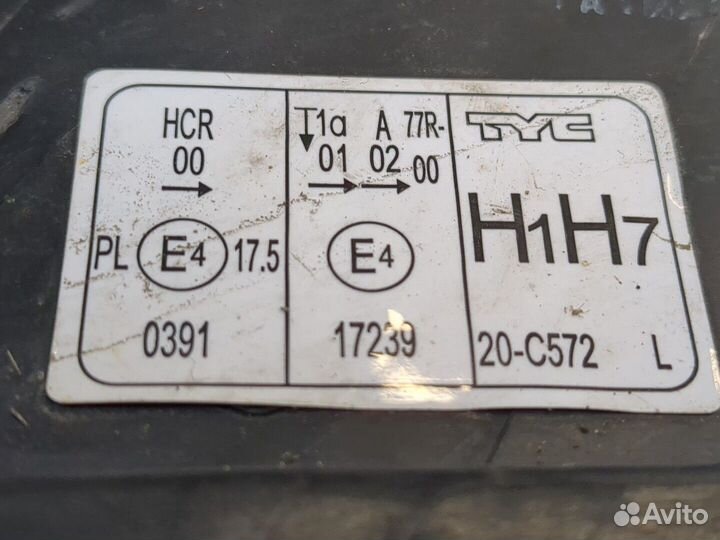 HCR
00
→
PL E4 17.5
0391
↓T1a A 77R-
01 02 00
→→
E4
17239
TYC
H1H7
20-C572 L
Avito